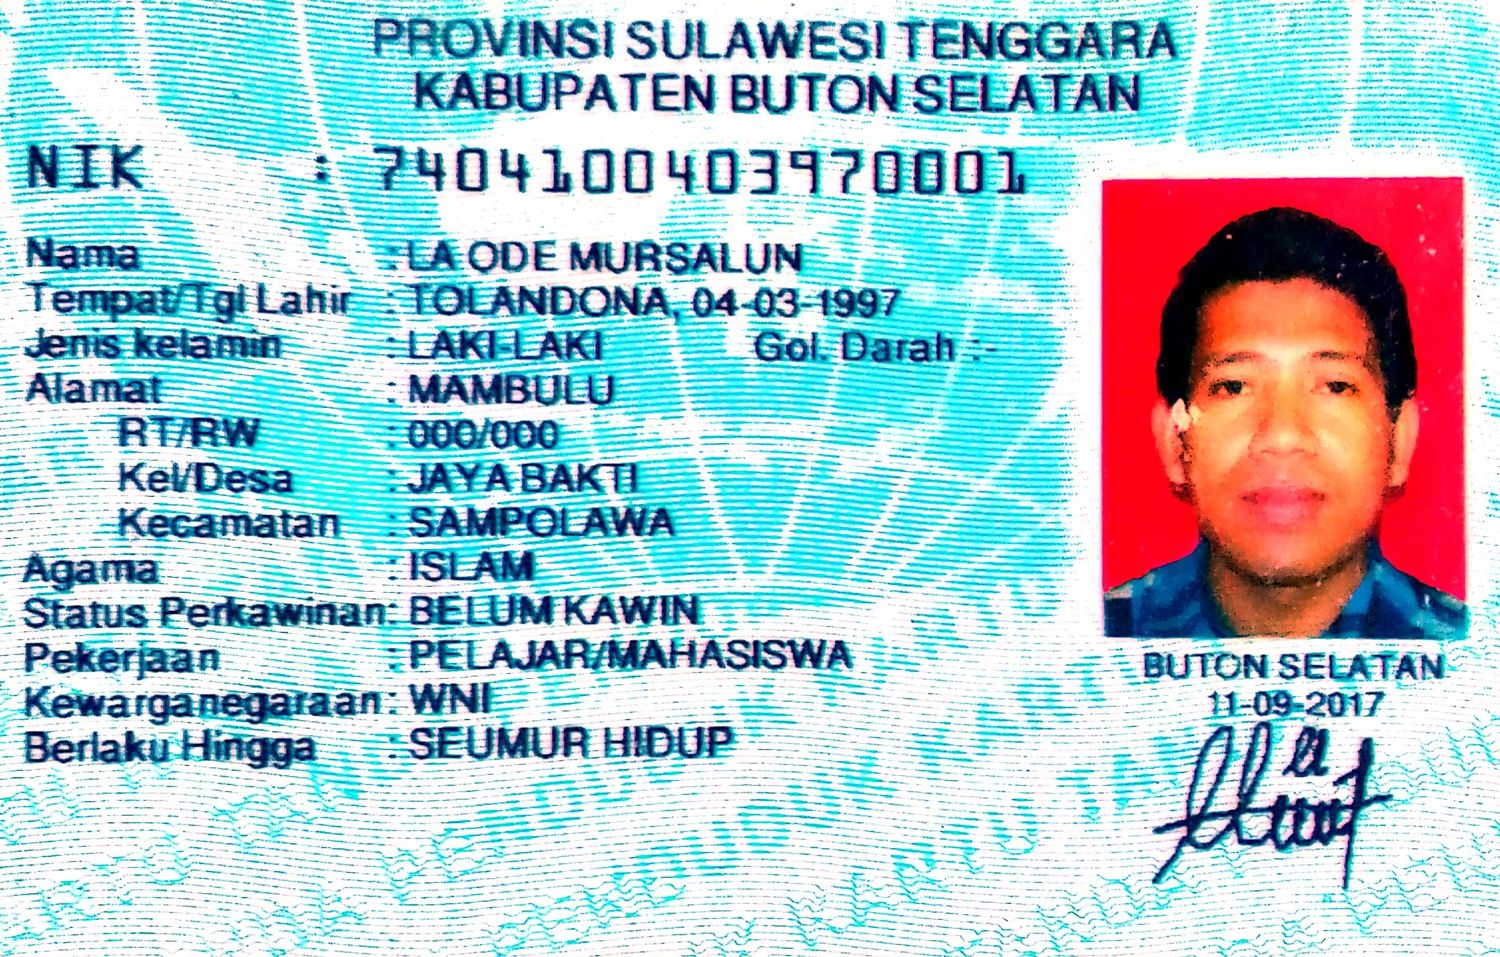 PROVINSI SULAWESI TENGGARA
KABUPATEN BUTON SELATAN
NIK : 7404100403970001
Nama : LA ODE MURSALUN
Tempat/Tgl Lahir : TOLANDONA, 04-03-1997
Jenis kelamin : LAKI-LAKI Gol. Darah :-
Alamat : MAMBULU
RT/RW : 000/000
Kel/Desa : JAYA BAKTI
Kecamatan : SAMPOLAWA
Agama : ISLAM
Status Perkawinan: BELUM KAWIN
Pekerjaan : PELAJAR/MAHASISWA
Kewarganegaraan: WNI
Berlaku Hingga : SEUMUR HIDUP
BUTON SELATAN
11-09-2017